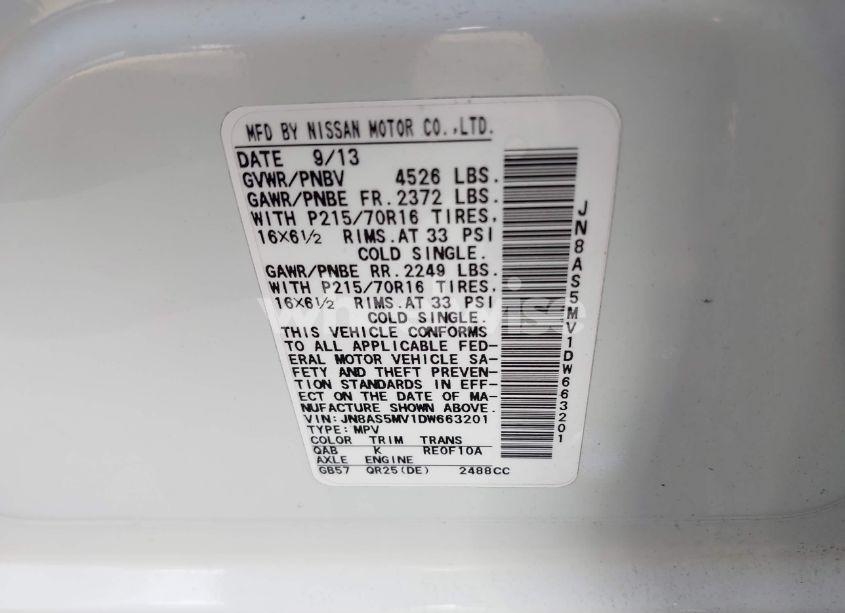 MFD BY NISSAN MOTOR CO.,LTD.
DATE 9/13
GVWR/PNBV 4526 LBS.
GAWR/PNBE FR. 2372 LBS.
WITH P215/70R16 TIRES,
16X6½ RIMS. AT 33 PSI
COLD SINGLE.
GAWR/PNBE RR. 2249 LBS.
WITH P215/70R16 TIRES,
16X6½ RIMS. AT 33 PSI
COLD SINGLE.
THIS VEHICLE CONFORMS
TO ALL APPLICABLE FED-
ERAL MOTOR VEHICLE SA-
FETY AND THEFT PREVEN-
TION STANDARDS IN EFF-
ECT ON THE DATE OF MA-
NUFACTURE SHOWN ABOVE.
VIN: JN8AS5MV1DW663201
TYPE: MPV
COLOR TRIM TRANS
QAB K RE0F10A
AXLE ENGINE
GB57 QR25(DE) 2488CC
JN8AS5MV1DW663201